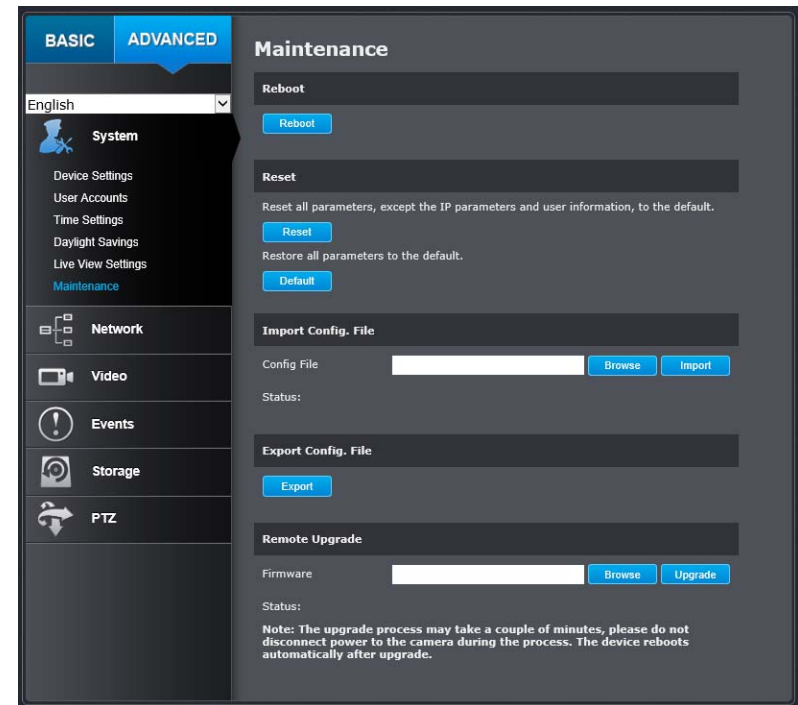 BASIC
ADVANCED
English
System
Device Settings
User Accounts
Time Settings
Daylight Savings
Live View Settings
Maintenance
Network
Video
Events
Storage
PTZ
Maintenance
Reboot
Reboot
Reset
Reset all parameters, except the IP parameters and user information, to the default.
Reset
Restore all parameters to the default.
Default
Import Config. File
Config File Browse Import
Status:
Export Config. File
Export
Remote Upgrade
Firmware Browse Upgrade
Status:
Note: The upgrade process may take a couple of minutes, please do not
disconnect power to the camera during the process. The device reboots
automatically after upgrade.